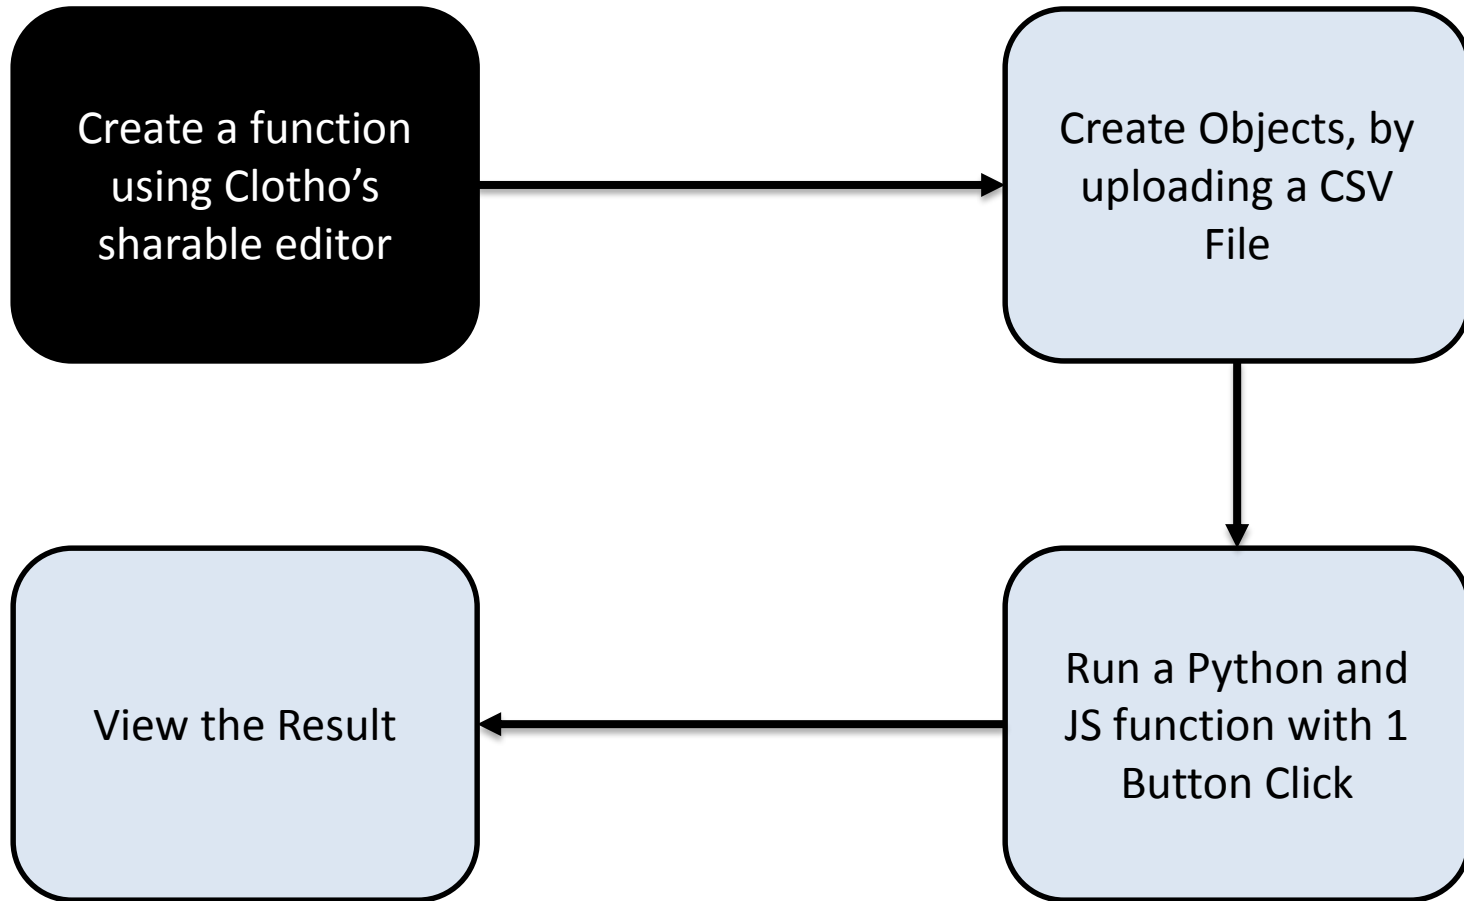 Create a function
using Clotho’s
sharable editor
Create Objects, by
uploading a CSV
File
Run a Python and
JS function with 1
Button Click
View the Result